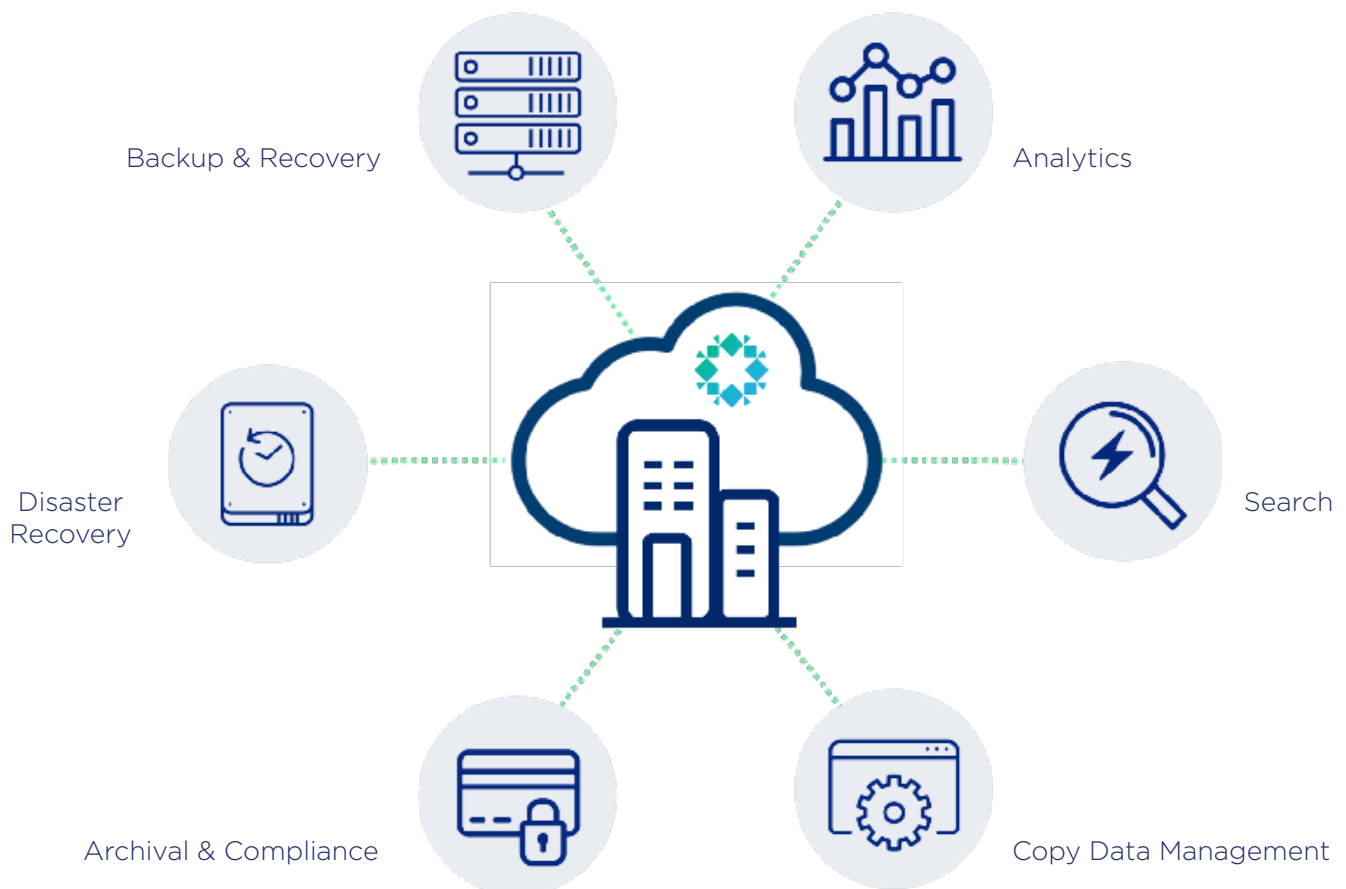 Backup & Recovery
Analytics
Disaster
Recovery
Search
Archival & Compliance
Copy Data Management